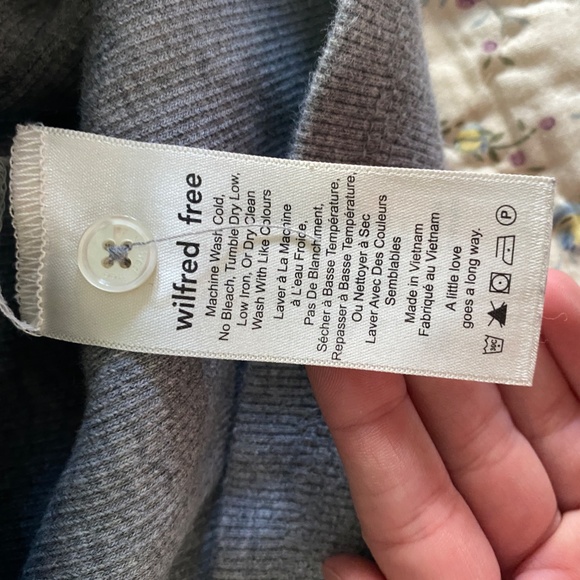 wilfred free
Machine Wash Cold,
No Bleach, Tumble Dry Low,
Low Iron, Or Dry Clean
Wash With Like Colours
Laver à La Machine
à L'eau Froide,
Pas De Blanchiment,
Sécher à Basse Température,
Repasser à Basse Température,
Ou Nettoyer à Sec
Laver Avec Des Couleurs
Semblables
Made in Vietnam
Fabriqué au Vietnam
A little love
goes a long way.
30C
P